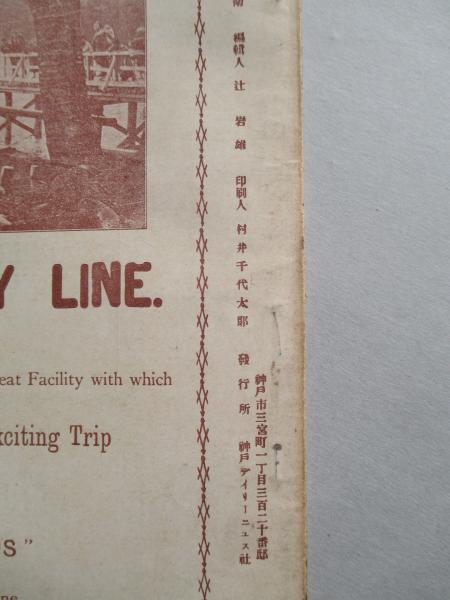 Y LINE.
eat Facility with which
citing Trip
S"
編輯人 辻 岩雄 印刷人 村井千代太郎 發行所
神戸市三宮町一丁目三百二十番邸
神戸デイリーニュス社